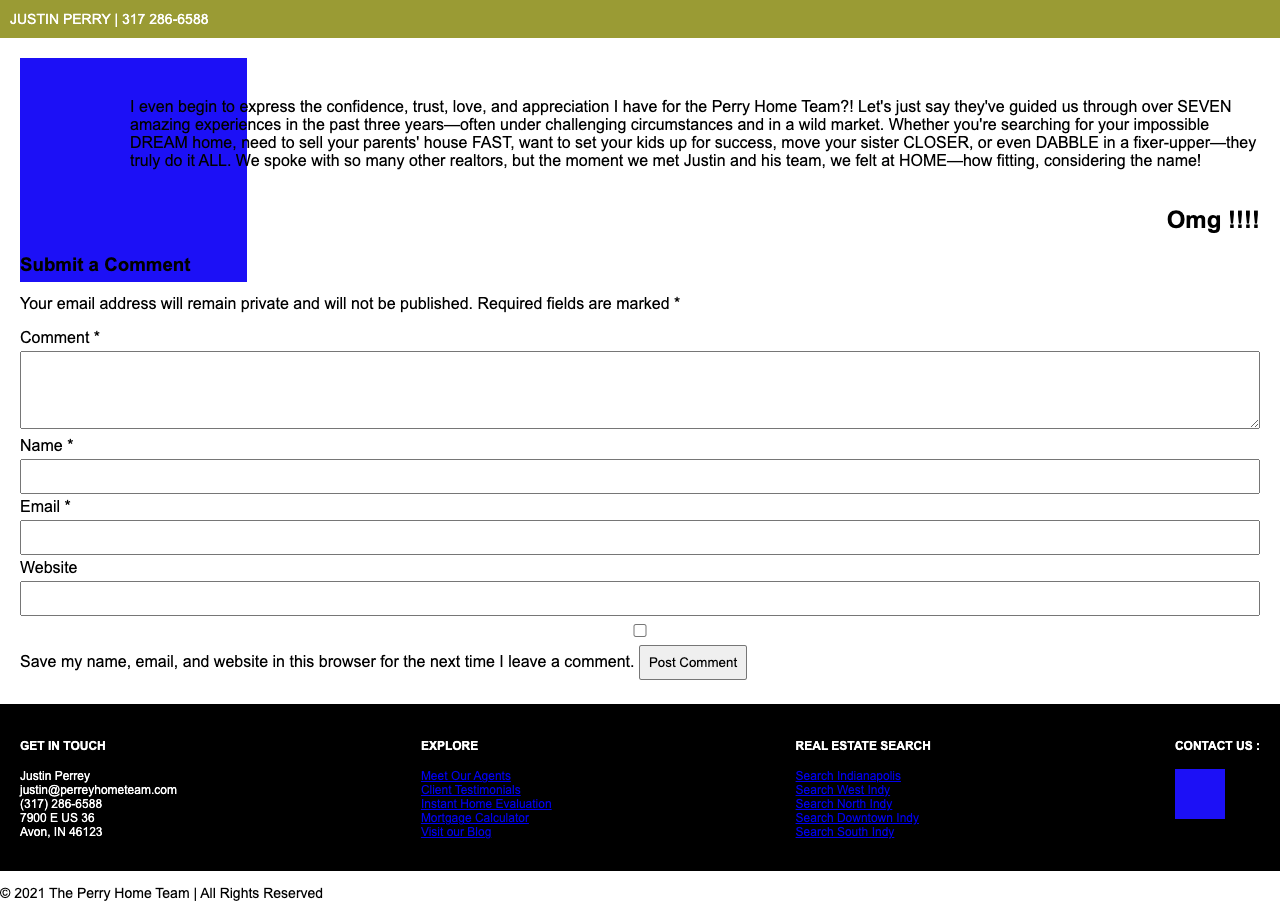 JUSTIN PERRY | 317 286-6588
I even begin to express the confidence, trust, love, and appreciation I have for the Perry Home Team?! Let's just say they've guided us through over SEVEN
amazing experiences in the past three years—often under challenging circumstances and in a wild market. Whether you're searching for your impossible
DREAM home, need to sell your parents' house FAST, want to set your kids up for success, move your sister CLOSER, or even DABBLE in a fixer-upper—they
truly do it ALL. We spoke with so many other realtors, but the moment we met Justin and his team, we felt at HOME—how fitting, considering the name!
Omg !!!!
Submit a Comment
Your email address will remain private and will not be published. Required fields are marked *
Comment *
Name *
Email *
Website
Save my name, email, and website in this browser for the next time I leave a comment. Post Comment
GET IN TOUCH
Justin Perrey
justin@perreyhometeam.com
(317) 286-6588
7900 E US 36
Avon, IN 46123
EXPLORE
Meet Our Agents
Client Testimonials
Instant Home Evaluation
Mortgage Calculator
Visit our Blog
REAL ESTATE SEARCH
Search Indianapolis
Search West Indy
Search North Indy
Search Downtown Indy
Search South Indy
CONTACT US :
© 2021 The Perry Home Team | All Rights Reserved